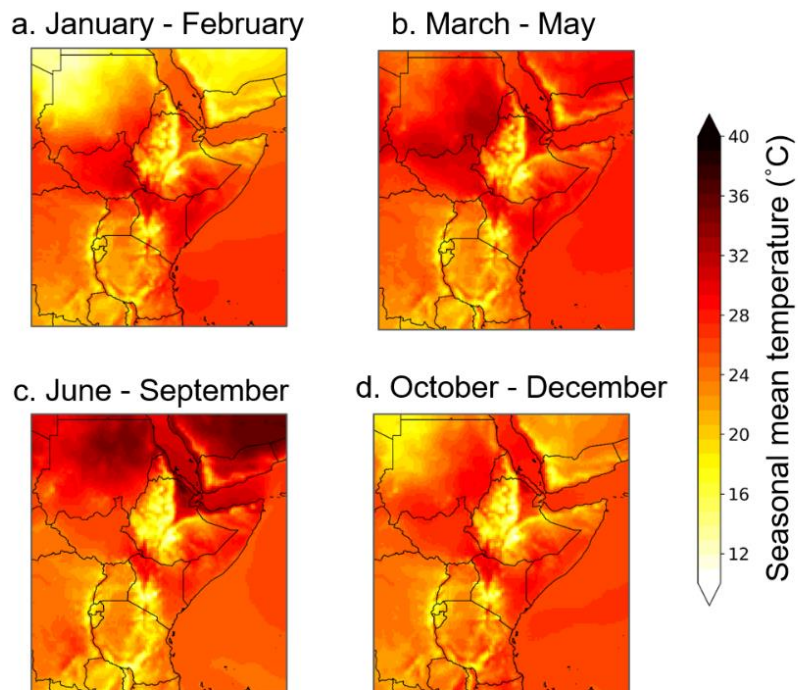 a. January - February
b. March - May
c. June - September
d. October - December
40
36
32
28
24
20
16
12
Seasonal mean temperature (˚C)